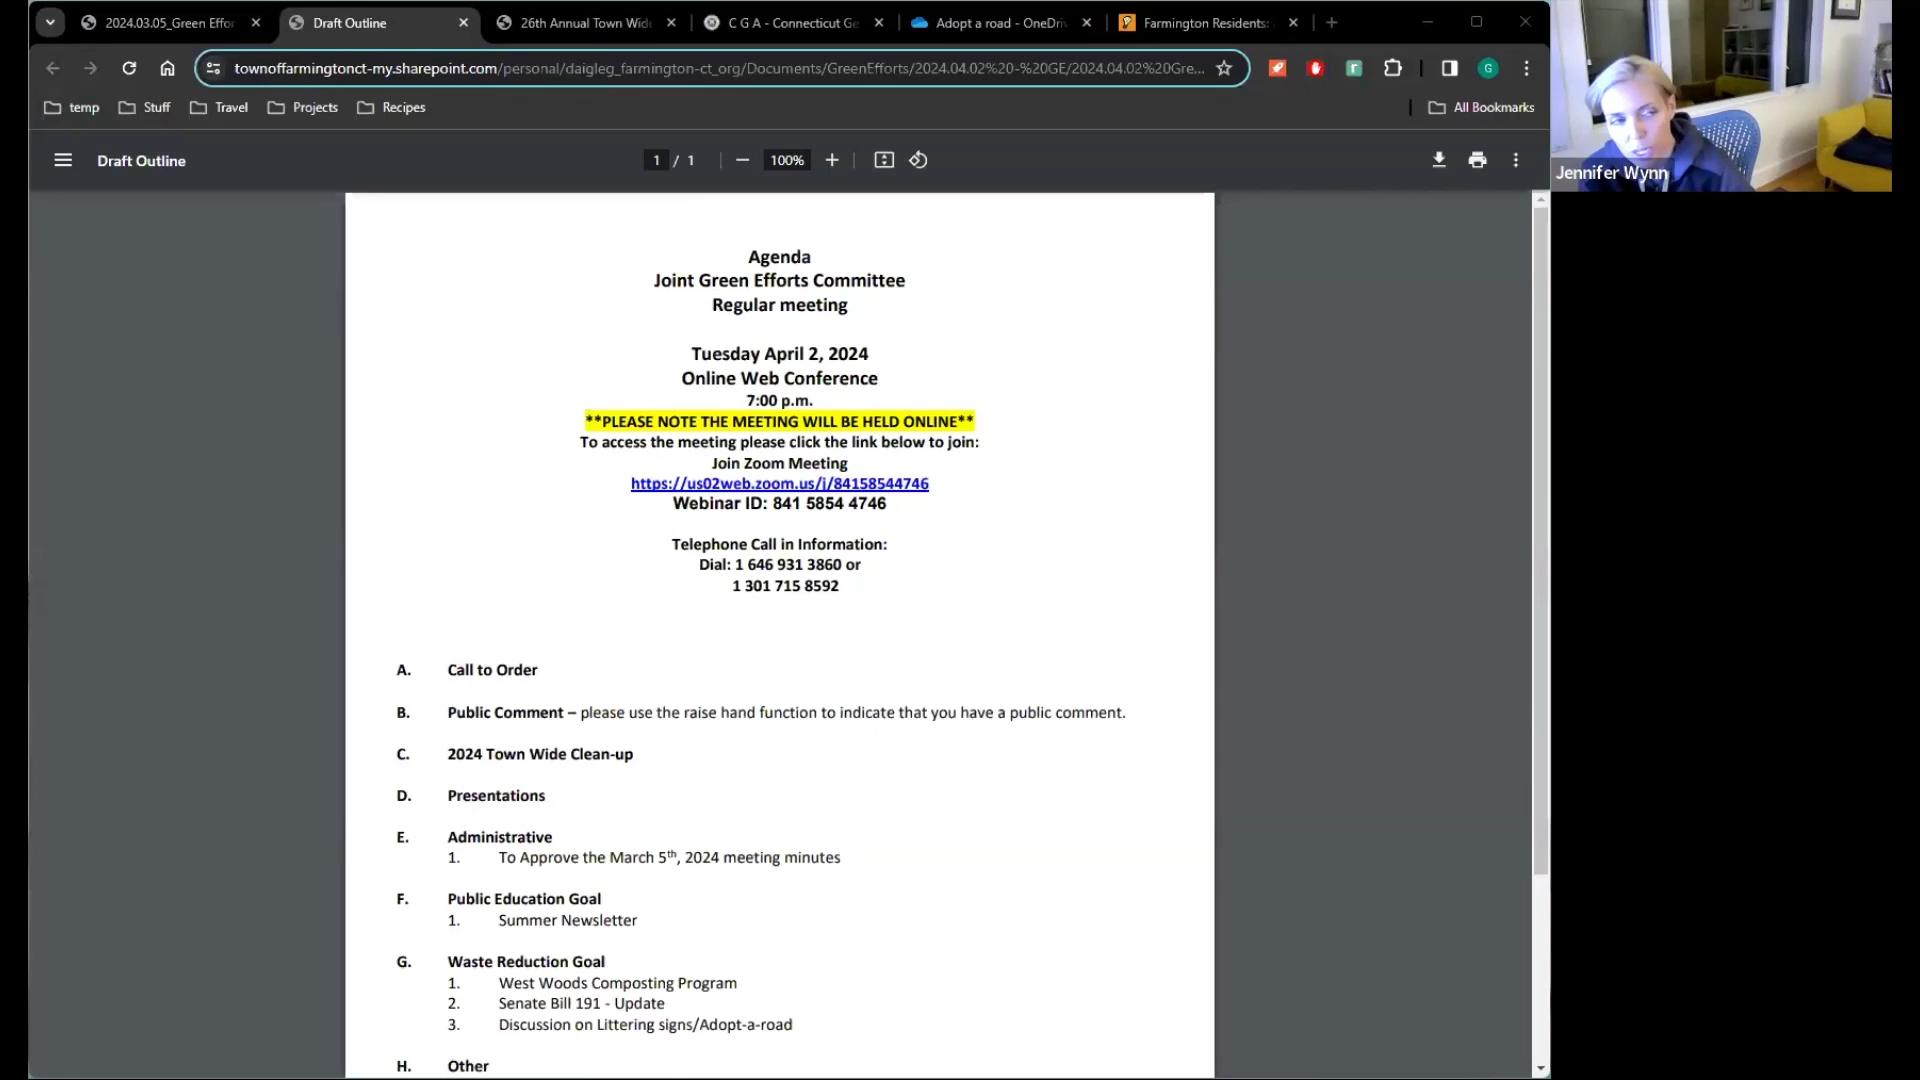 2024.03.05_Green Effor
Draft Outline
26th Annual Town Wid
C G A - Connecticut Ge
Adopt a road - OneDri
Farmington Residents:
townoffarmingtonct-my.sharepoint.com/personal/daigleg_farmington-ct_org/Documents/GreenEfforts/2024.04.02%20-%20GE/2024.04.02%20Gre...
G
temp
Stuff
Travel
Projects
Recipes
All Bookmarks
Draft Outline
1 / 1
100%
Jennifer Wynn
Agenda
Joint Green Efforts Committee
Regular meeting
Tuesday April 2, 2024
Online Web Conference
7:00 p.m.
**PLEASE NOTE THE MEETING WILL BE HELD ONLINE**
To access the meeting please click the link below to join:
Join Zoom Meeting
https://us02web.zoom.us/j/84158544746
Webinar ID: 841 5854 4746
Telephone Call in Information:
Dial: 1 646 931 3860 or
1 301 715 8592
A. Call to Order
B. Public Comment – please use the raise hand function to indicate that you have a public comment.
C. 2024 Town Wide Clean-up
D. Presentations
E. Administrative
1. To Approve the March 5th, 2024 meeting minutes
F. Public Education Goal
1. Summer Newsletter
G. Waste Reduction Goal
1. West Woods Composting Program
2. Senate Bill 191 - Update
3. Discussion on Littering signs/Adopt-a-road
H. Other